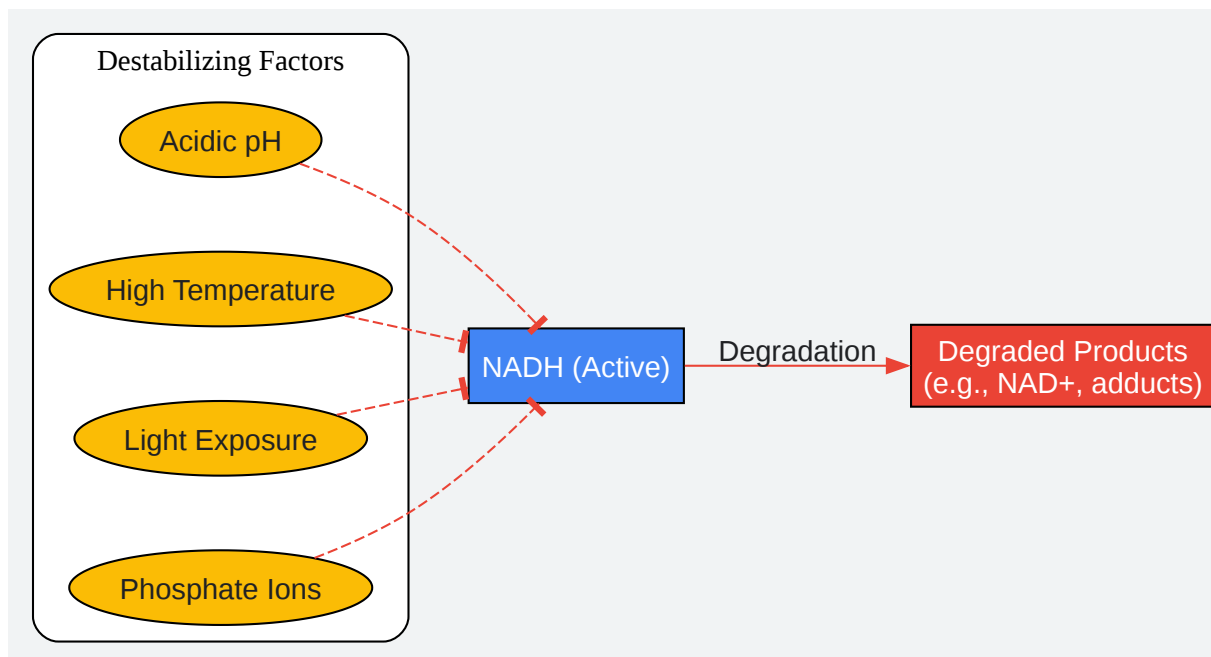 Destabilizing Factors
Acidic pH
High Temperature
Light Exposure
Phosphate Ions
NADH (Active)
Degradation
Degraded Products
(e.g., NAD+, adducts)